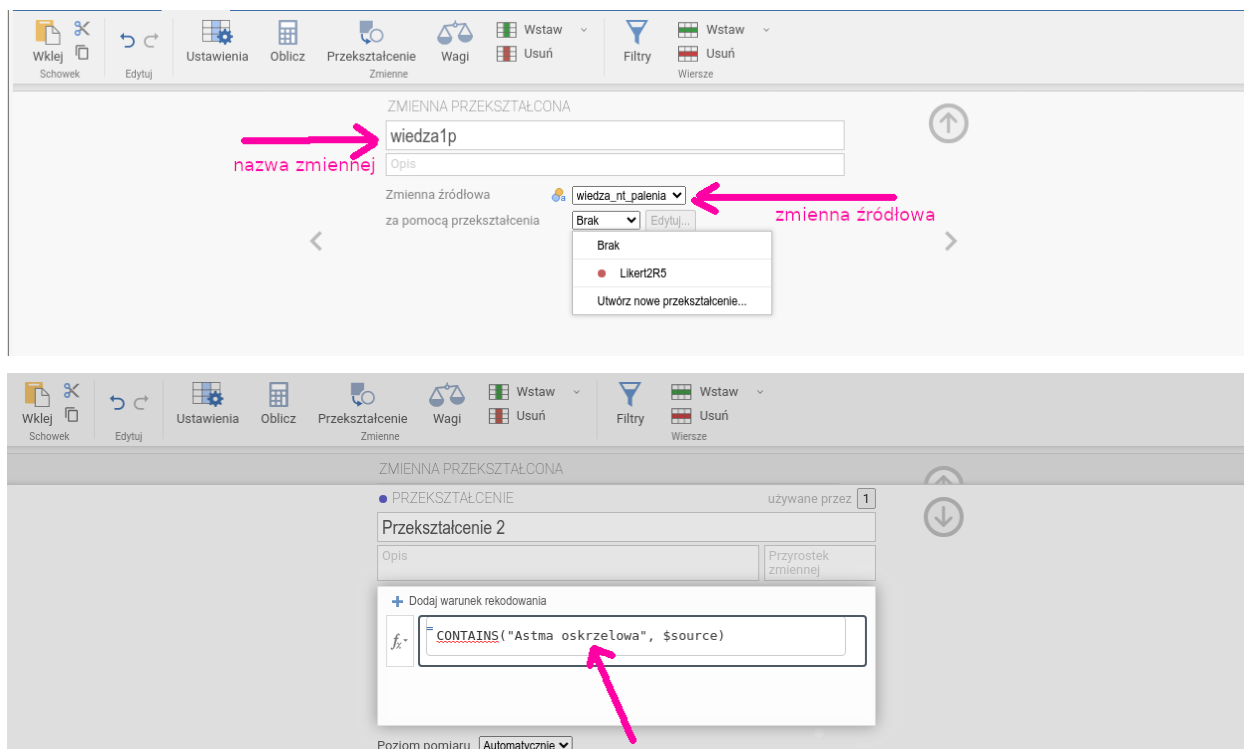 Wklej
Schowek
Edytuj
Ustawienia
Oblicz
Przekształcenie
Zmienne
Wagi
Wstaw
Usuń
Filtry
Wstaw
Usuń
Wiersze
ZMIENNA PRZEKSZTAŁCONA
wiedza1p
nazwa zmiennej
Opis
Zmienna źródłowa
a
wiedza_nt_palenia
zmienna źródłowa
za pomocą przekształcenia
Brak
Edytuj...
Brak
Likert2R5
Utwórz nowe przekształcenie...
Wklej
Schowek
Edytuj
Ustawienia
Oblicz
Przekształcenie
Zmienne
Wagi
Wstaw
Usuń
Filtry
Wstaw
Usuń
Wiersze
ZMIENNA PRZEKSZTAŁCONA
PRZEKSZTAŁCENIE
używane przez 1
Przekształcenie 2
Opis
Przyrostek
zmiennej
+ Dodaj warunek rekodowania
fx
= CONTAINS("Astma oskrzelowa", $source)
Poziom pomiaru Automatycznie